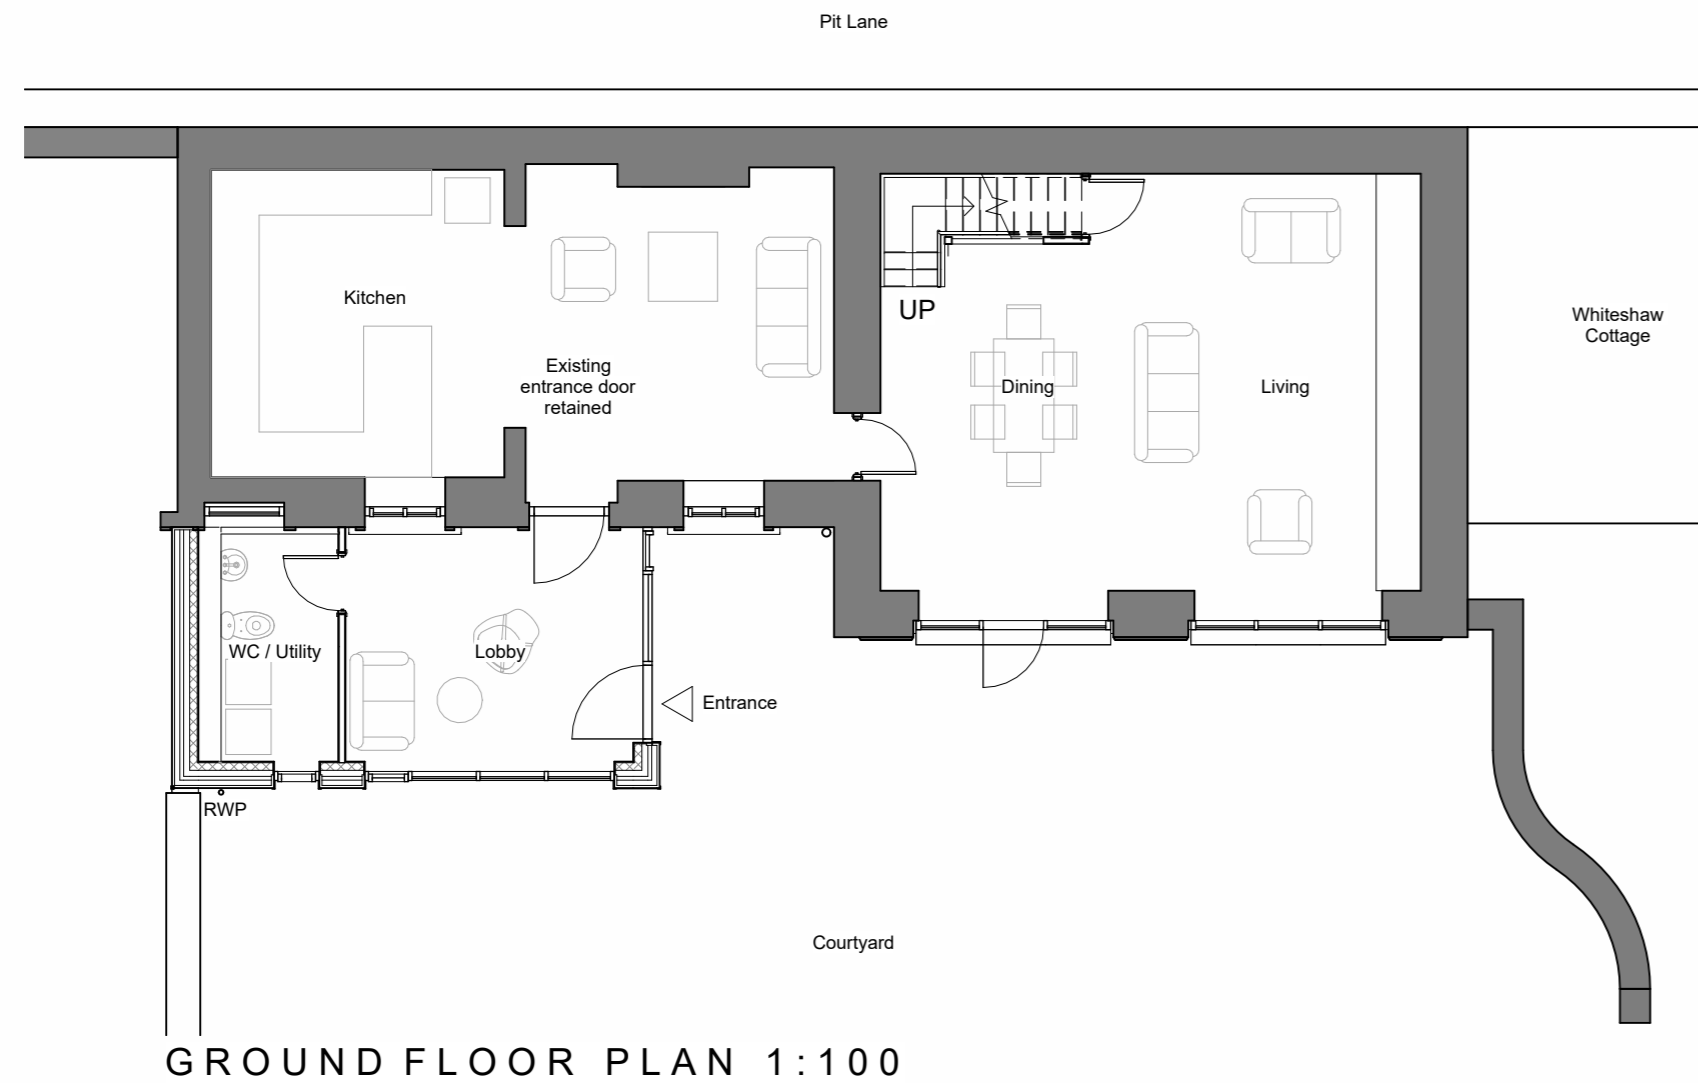 Pit Lane
Kitchen
Existing
entrance door
retained
UP
Dining
Living
Whiteshaw
Cottage
WC / Utility
Lobby
Entrance
RWP
Courtyard
GROUND FLOOR PLAN 1:100